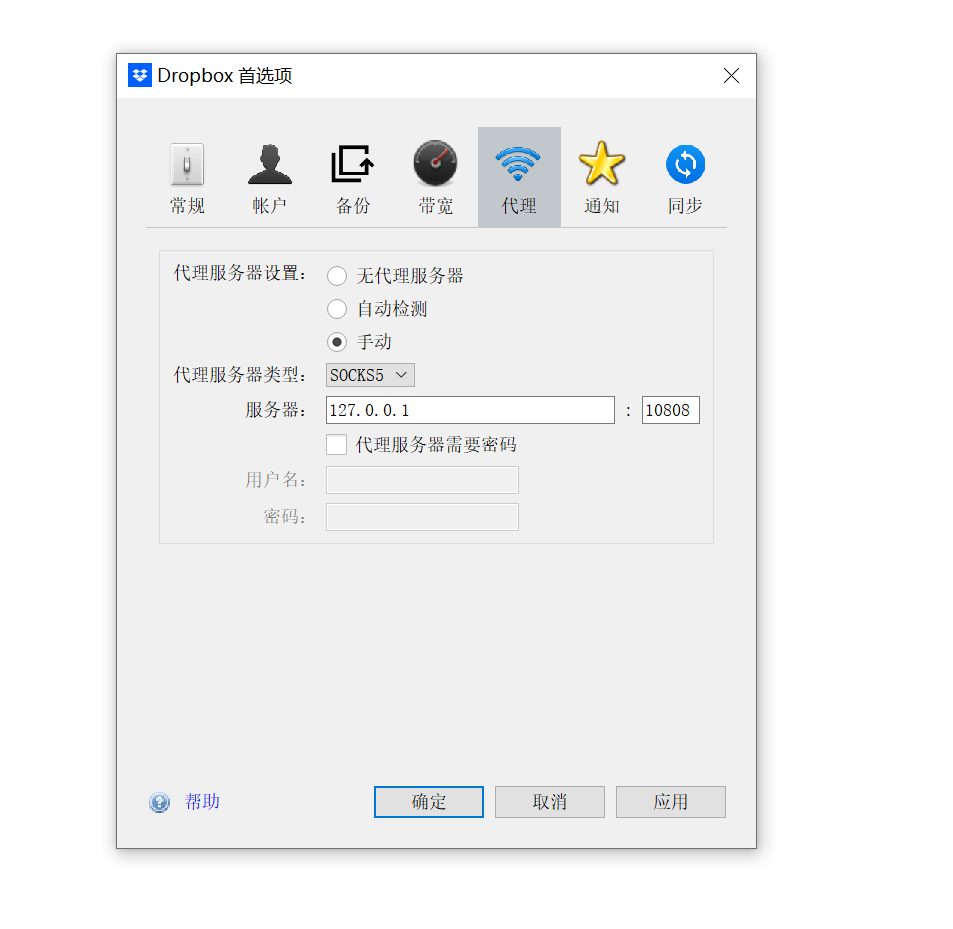 Dropbox 首选项
常规 帐户 备份 带宽 代理 通知 同步
代理服务器设置: 无代理服务器
自动检测
手动
代理服务器类型: SOCKS5
服务器: 127.0.0.1 : 10808
代理服务器需要密码
用户名:
密码:
帮助 确定 取消 应用